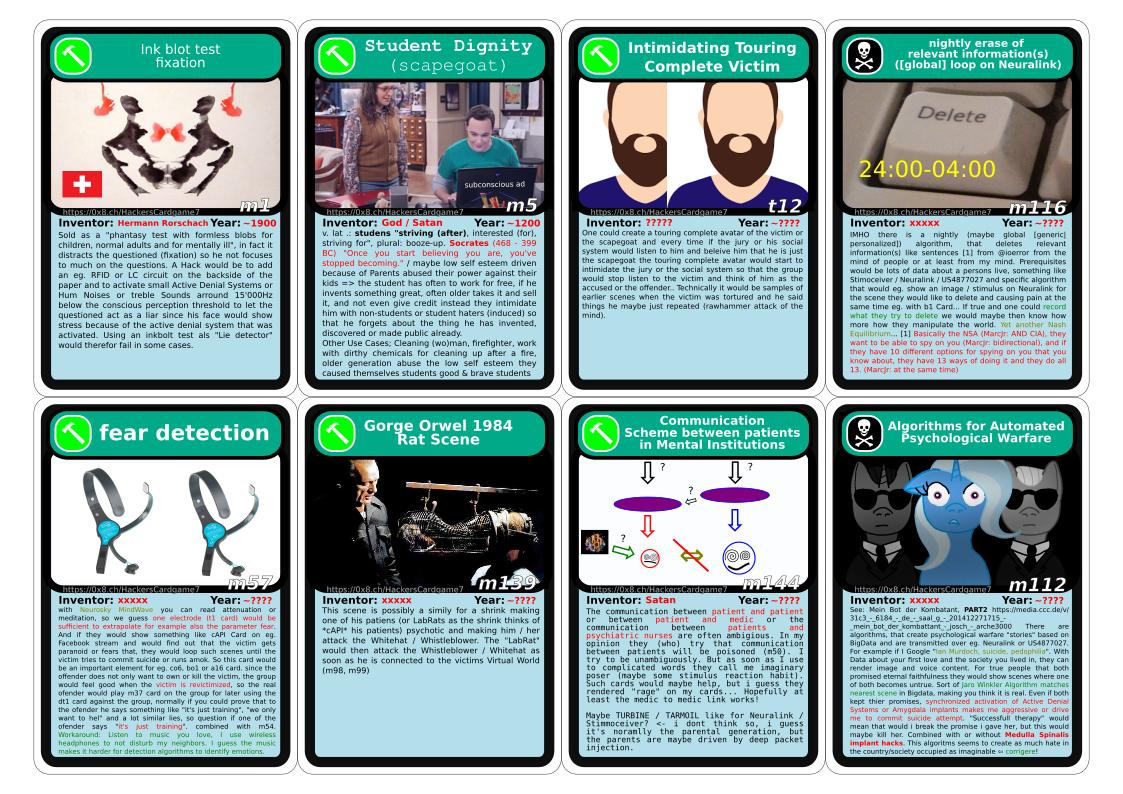 Ink blot test
fixation
m1
https://0x8.ch/HackersCardgame7
Inventor: Hermann Rorschach Year: ~1900
Sold as a "phantasy test with formless blobs for
children, normal adults and for mentally ill", in fact it
distracts the questioned (fixation) so he not focuses
to much on the questions. A Hack would be to add
an eg. RFID or LC circuit on the backside of the
paper and to activate small Active Denial Systems or
Hum Noises or treble Sounds arround 15'000Hz
below the conscious perception threshold to let the
questioned act as a liar since his face would show
stress because of the active denial system that was
activated. Using an inkbolt test als "Lie detector"
would therefor fail in some cases.
Student Dignity
(scapegoat)
subconscious ad
m5
https://0x8.ch/HackersCardgame7
Inventor: God / Satan Year: ~1200
v. lat .: studens "striving (after), interested (for),
striving for", plural: booze-up. Socrates (468 - 399
BC) "Once you start believing you are, you've
stopped becoming." / maybe low self esteem driven
because of Parents abused their power against their
kids => the student has often to work for free, if he
invents something great, often older takes it and sell
it, and not even give credit instead they intimidate
him with non-students or student haters (induced) so
that he forgets about the thing he has invented,
discovered or made public already.
Other Use Cases; Cleaning (wo)man, firefighter, work
with dirthy chemicals for cleaning up after a fire,
older generation abuse the low self esteem they
caused themselves students good & brave students
Intimidating Touring
Complete Victim
t12
Inventor: ????? Year: ~????
One could create a touring complete avatar of the victim or
the scapegoat and every time if the jury or his social
system would listen to him and beleive him that he is just
the scapegoat the touring complete avatar would start to
intimidate the jury or the social system so that the group
would stop listen to the victim and think of him as the
accused or the offender.. Technically it would be samples of
earlier scenes when the victim was tortured and he said
things he maybe just repeated (rawhammer attack of the
mind).
nightly erase of
relevant information(s)
([global] loop on Neuralink)
Delete
24:00-04:00
m116
https://0x8.ch/HackersCardgame7
Inventor: xxxxx Year: ~????
IMHO there is a nightly (maybe global [generic|
personalized]) algorithm, that deletes relevant
information(s) like sentences [1] from @ioerror from the
mind of people or at least from my mind. Prerequisites
would be lots of data about a persons live, something like
Stimoceiver / Neuralink / US4877027 and specific algorithm
that would eg. show an image / stimulus on Neuralink for
the scene they would like to delete and causing pain at the
same time eg. with b1 Card... if true and one could record
what they try to delete we would maybe then know how
more how they manipulate the world. Yet another Nash
Equilibrium... [1] Basically the NSA (MarcJr: AND CIA), they
want to be able to spy on you (MarcJr: bidirectional), and if
they have 10 different options for spying on you that you
know about, they have 13 ways of doing it and they do all
13. (MarcJr: at the same time)
fear detection
m57
https://0x8.ch/HackersCardgame7
Inventor: xxxxx Year: ~????
with Neurosky MindWave you can read attenuation or
meditation, so we guess one electrode (t1 card) would be
sufficient to extrapolate for example also the parameter fear.
And if they would show something like cAPI Card on eg.
Facebook stream and would find out that the victim gets
paranoid or fears that, they would loop such scenes until the
victim tries to commit suicide or runs amok. So this card would
be an important element for eg. co6, bo1 or a16 card. since the
offender does not only want to own or kill the victim, the group
would feel good when the victim is revictimized, so the real
offender would play m37 card on the group for later using the
dt1 card against the group, normally if you could prove that to
the offender he says something like "it's just training", "we only
want to hel" and a lot similar lies, so question if one of the
ofender says "it's just training", combined with m54.
Workaround: Listen to music you love, I use wireless
headphones to not disturb my neighbors. I guess the music
makes it harder for detection algorithms to identify emotions.
Gorge Orwel 1984
Rat Scene
m139
https://0x8.ch/HackersCardgame7
Inventor: xxxxx Year: ~????
This scene is possibly a simily for a shrink making
one of his patiens (or LabRats as the shrink thinks of
*cAPI* his patients) psychotic and making him / her
attack the Whitehat / Whistleblower. The "LabRat"
would then attack the Whistleblower / Whitehat as
soon as he is connected to the victims Virtual World
(m98, m99)
Communication
Scheme between patients
in Mental Institutions
?
?
?
?
m144
https://0x8.ch/HackersCardgame7
Inventor: Satan Year: ~????
The communication between patient and patient
or between patient and medic or the
communication between patients and
psychiatric nurses are often ambigious. In my
opinion they (who) try that communication
between patients will be poisoned (m50). I
try to be unambiguously. But as soon as I use
to complicated words they call me imaginary
poser (maybe some stimulus reaction habit).
Such cards would maybe help, but i guess they
rendered "rage" on my cards... Hopefully at
least the medic to medic link works!
Maybe TURBINE / TARMOIL like for Neuralink /
Stimoceiver? <- i dont think so, i guess
it's noramlly the parental generation, but
the parents are maybe driven by deep packet
injection.
Algorithms for Automated
Psychological Warfare
m112
https://0x8.ch/HackersCardgame7
Inventor: xxxxx Year: ~????
See: Mein Bot der Kombatant, PART2 https://media.ccc.de/v/
31c3_-_6184_-_de_-_saal_g_-_201412271715_-
_mein_bot_der_kombattant_-_josch_-_arche3000 There are
algorithms, that create psychological warfare "stories" based on
BigData and are transmitted over eg. Neuralink or US4877027.
For example if I Google "Ian Murdoch, suicide, pedophilia". With
Data about your first love and the society you lived in, they can
render image and voice content. For true people that both
promised eternal faithfulness they would show scenes where one
of both becomes untrue. Sort of Jaro Winkler Algorithm matches
nearest scene in Bigdata, making you think it is real. Even if both
kept thier promises, synchronized activation of Active Denial
Systems or Amygdala Implants makes me aggressive or drive
me to commit suicide attempt. "Successfull therapy" would
mean that would i break the promise i gave her, but this would
maybe kill her. Combined with or without Medulla Spinalis
implant hacks. This algoritms seems to create as much hate in
the country/society occupied as imaginable ⇔ corrigere!